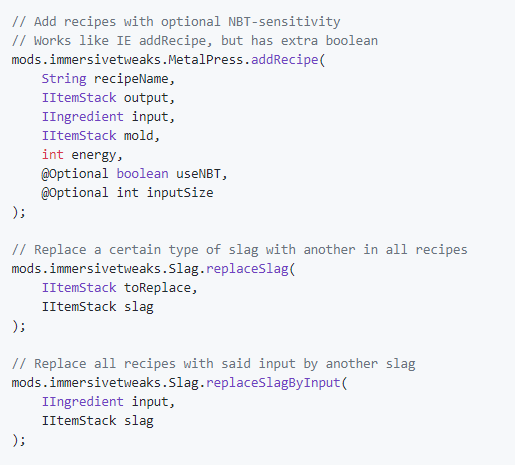 // Add recipes with optional NBT-sensitivity
// Works like IE addRecipe, but has extra boolean
mods.immersivetweaks.MetalPress.addRecipe(
    String recipeName,
    IItemStack output,
    IIngredient input,
    IItemStack mold,
    int energy,
    @Optional boolean useNBT,
    @Optional int inputSize
);

// Replace a certain type of slag with another in all recipes
mods.immersivetweaks.Slag.replaceSlag(
    IItemStack toReplace,
    IItemStack slag
);

// Replace all recipes with said input by another slag
mods.immersivetweaks.Slag.replaceSlagByInput(
    IIngredient input,
    IItemStack slag
);